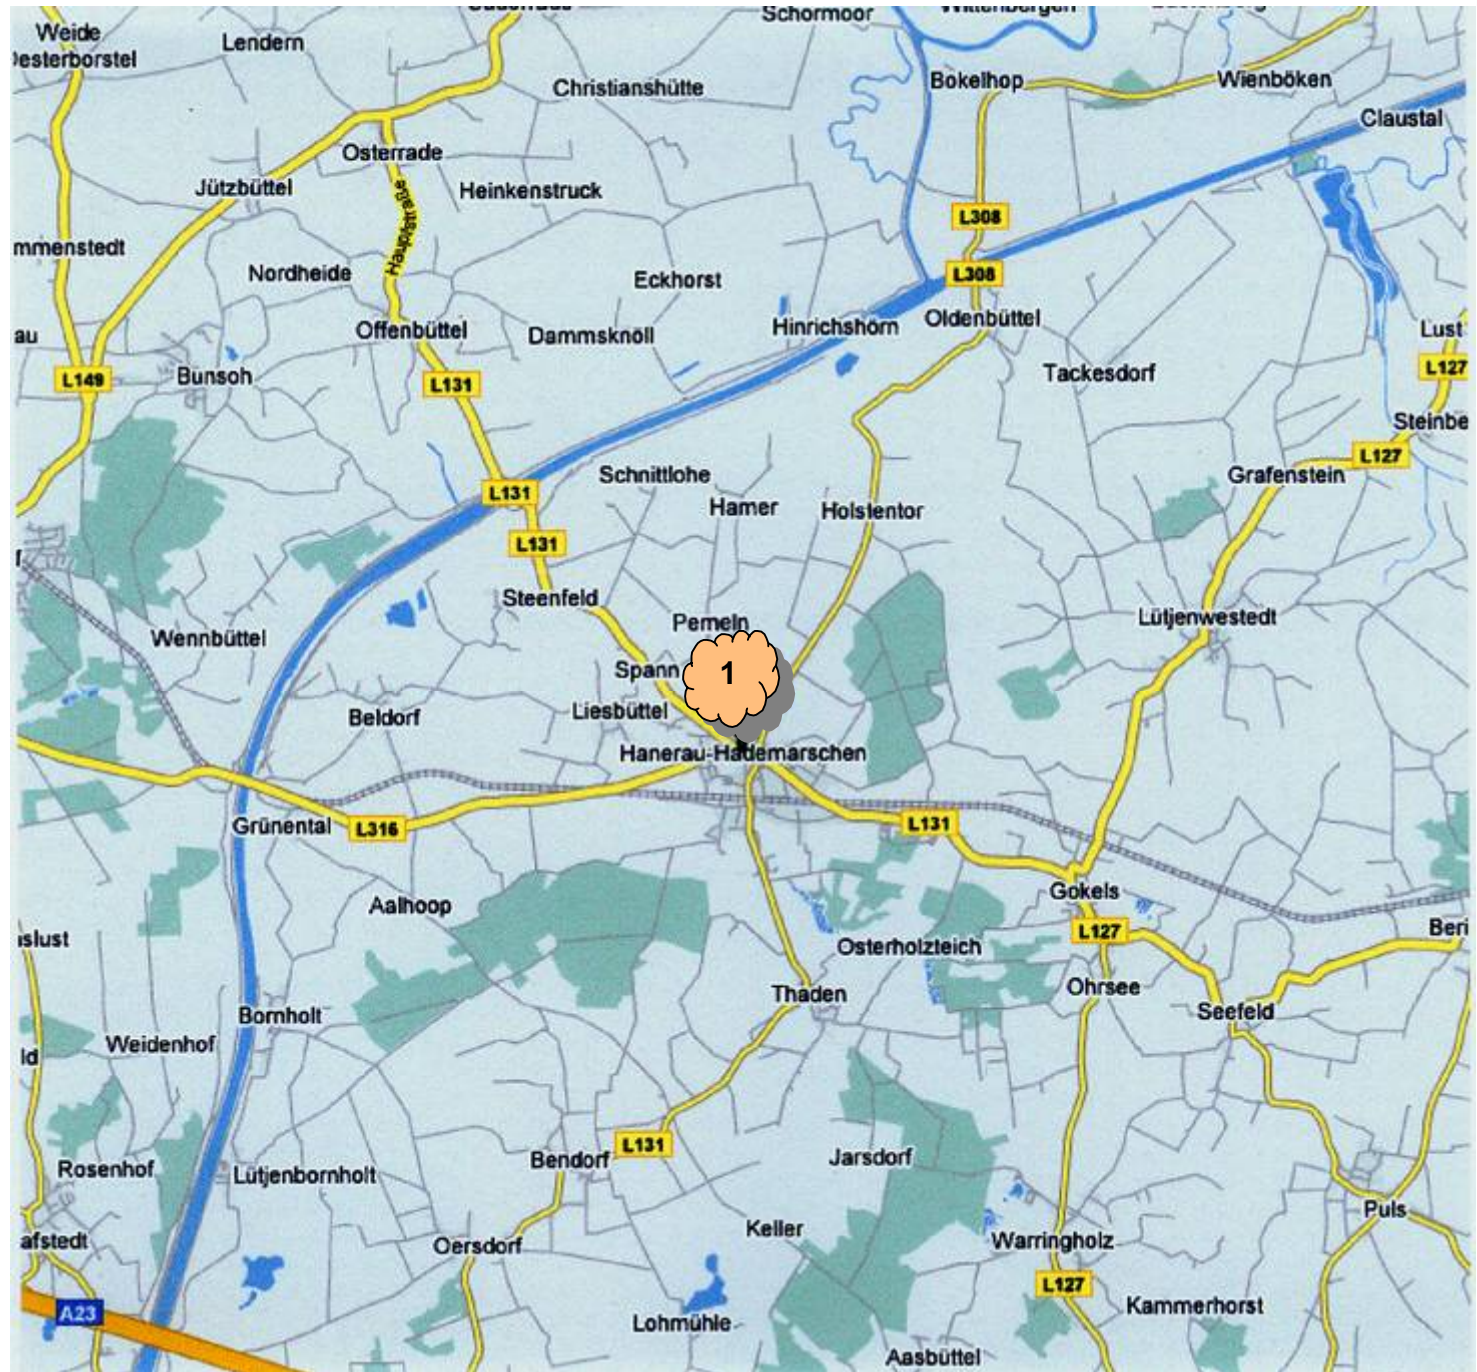 Schormoor
Weide
Lendern
Christianshütte
Bokelhop
Wienböken
Claustal
Osterrade
Jützbüttel
Heinkenstruck
Hauptstraße
L308
mmenstedt
Nordheide
Eckhorst
L308
Offenbüttel
Dammsknöll
Hinrichshörn
Oldenbüttel
au
Lust
L149
Bunsoh
L131
Tackesdorf
L127
Steinbe
L127
Schnittlohe
Grafenstein
L131
Hamer
Holstentor
L131
Steenfeld
Pemeln
Lütjenwestedt
Wennbüttel
Spann
1
Liesbüttel
Beldorf
Hanerau-Hademarschen
Grünental
L316
L131
Gokels
Aalhoop
L127
Beri
slust
Osterholzteich
Ohrsee
Thaden
Seefeld
Bornholt
Weidenhof
ld
L131
Bendorf
Jarsdorf
Rosenhof
Lütjenbornholt
Puls
Keller
afstedt
Oersdorf
Warringholz
L127
A23
Kammerhorst
Lohmühle
Aasbüttel